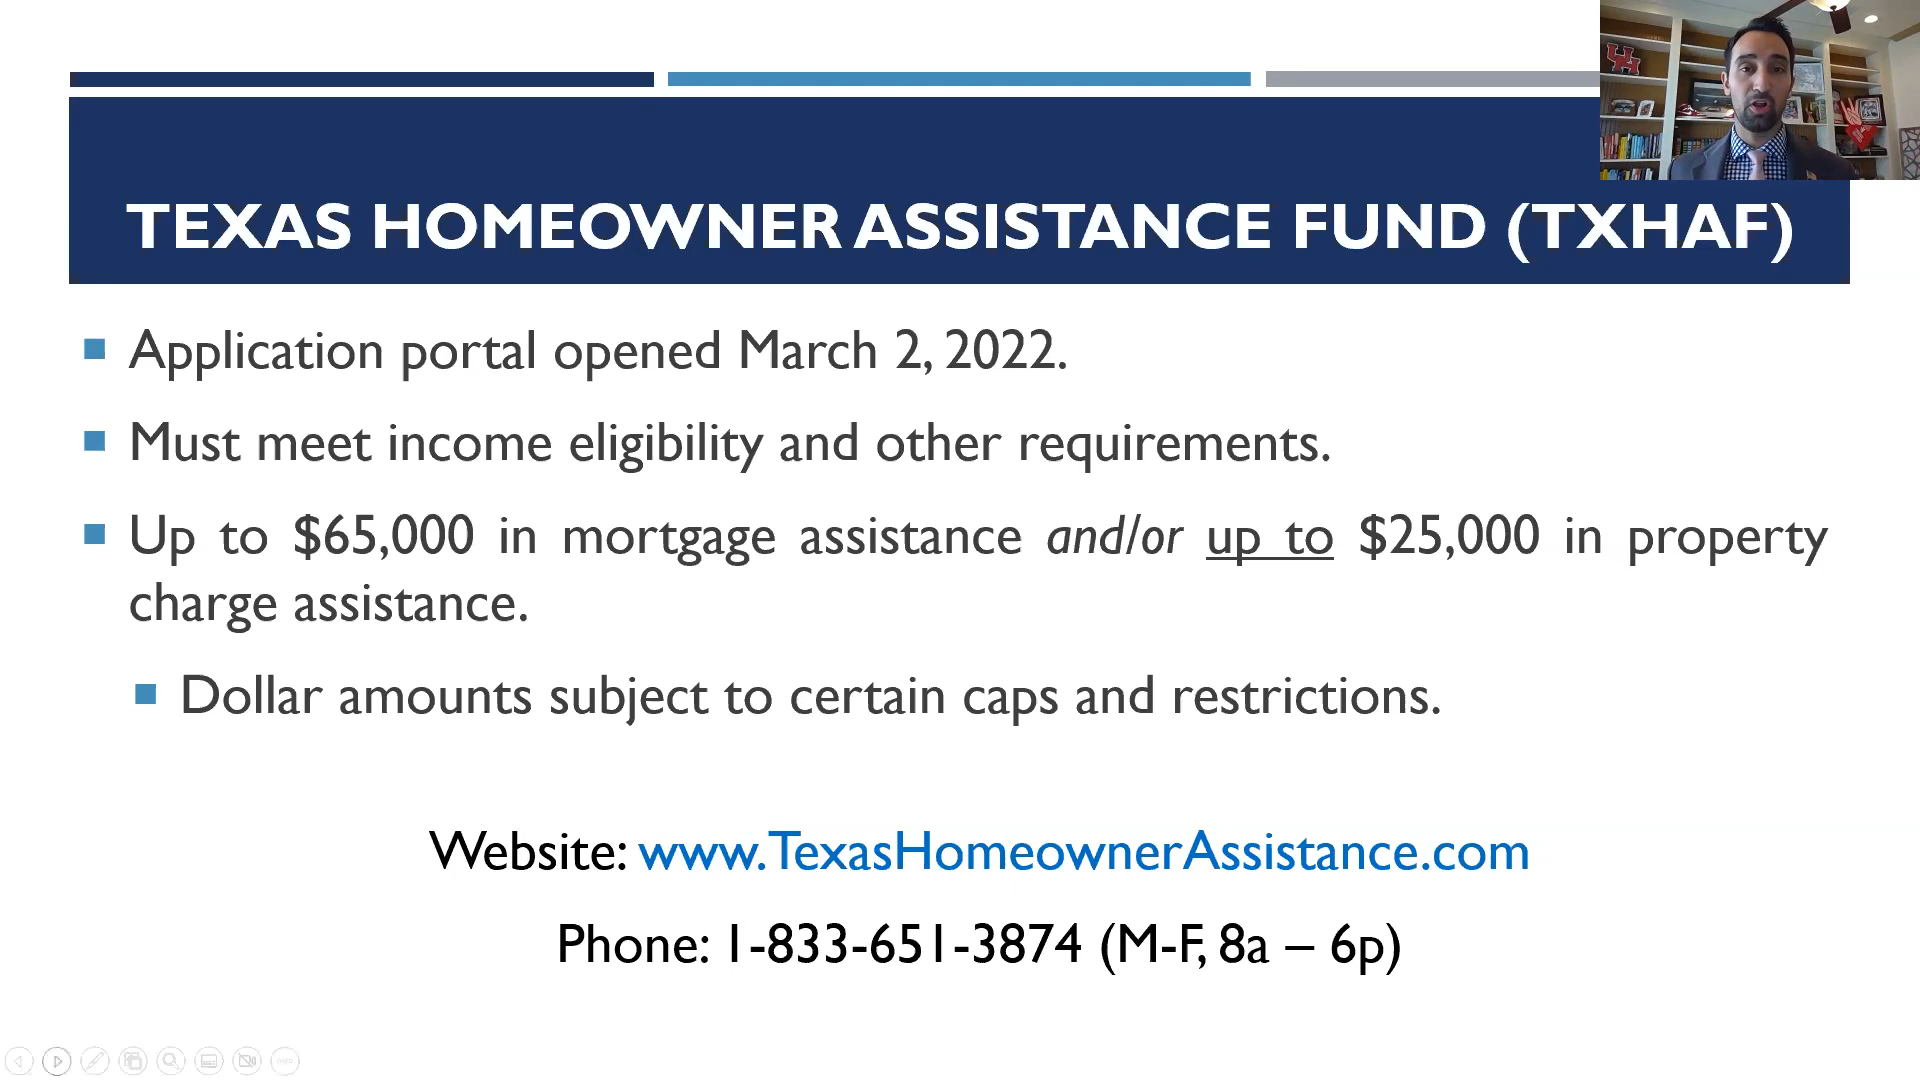 TEXAS HOMEOWNER ASSISTANCE FUND (TXHAF)
Application portal opened March 2, 2022.
Must meet income eligibility and other requirements.
Up to $65,000 in mortgage assistance and/or up to $25,000 in property
charge assistance.
Dollar amounts subject to certain caps and restrictions.
Website: www.TexasHomeownerAssistance.com
Phone: 1-833-651-3874 (M-F, 8a – 6p)